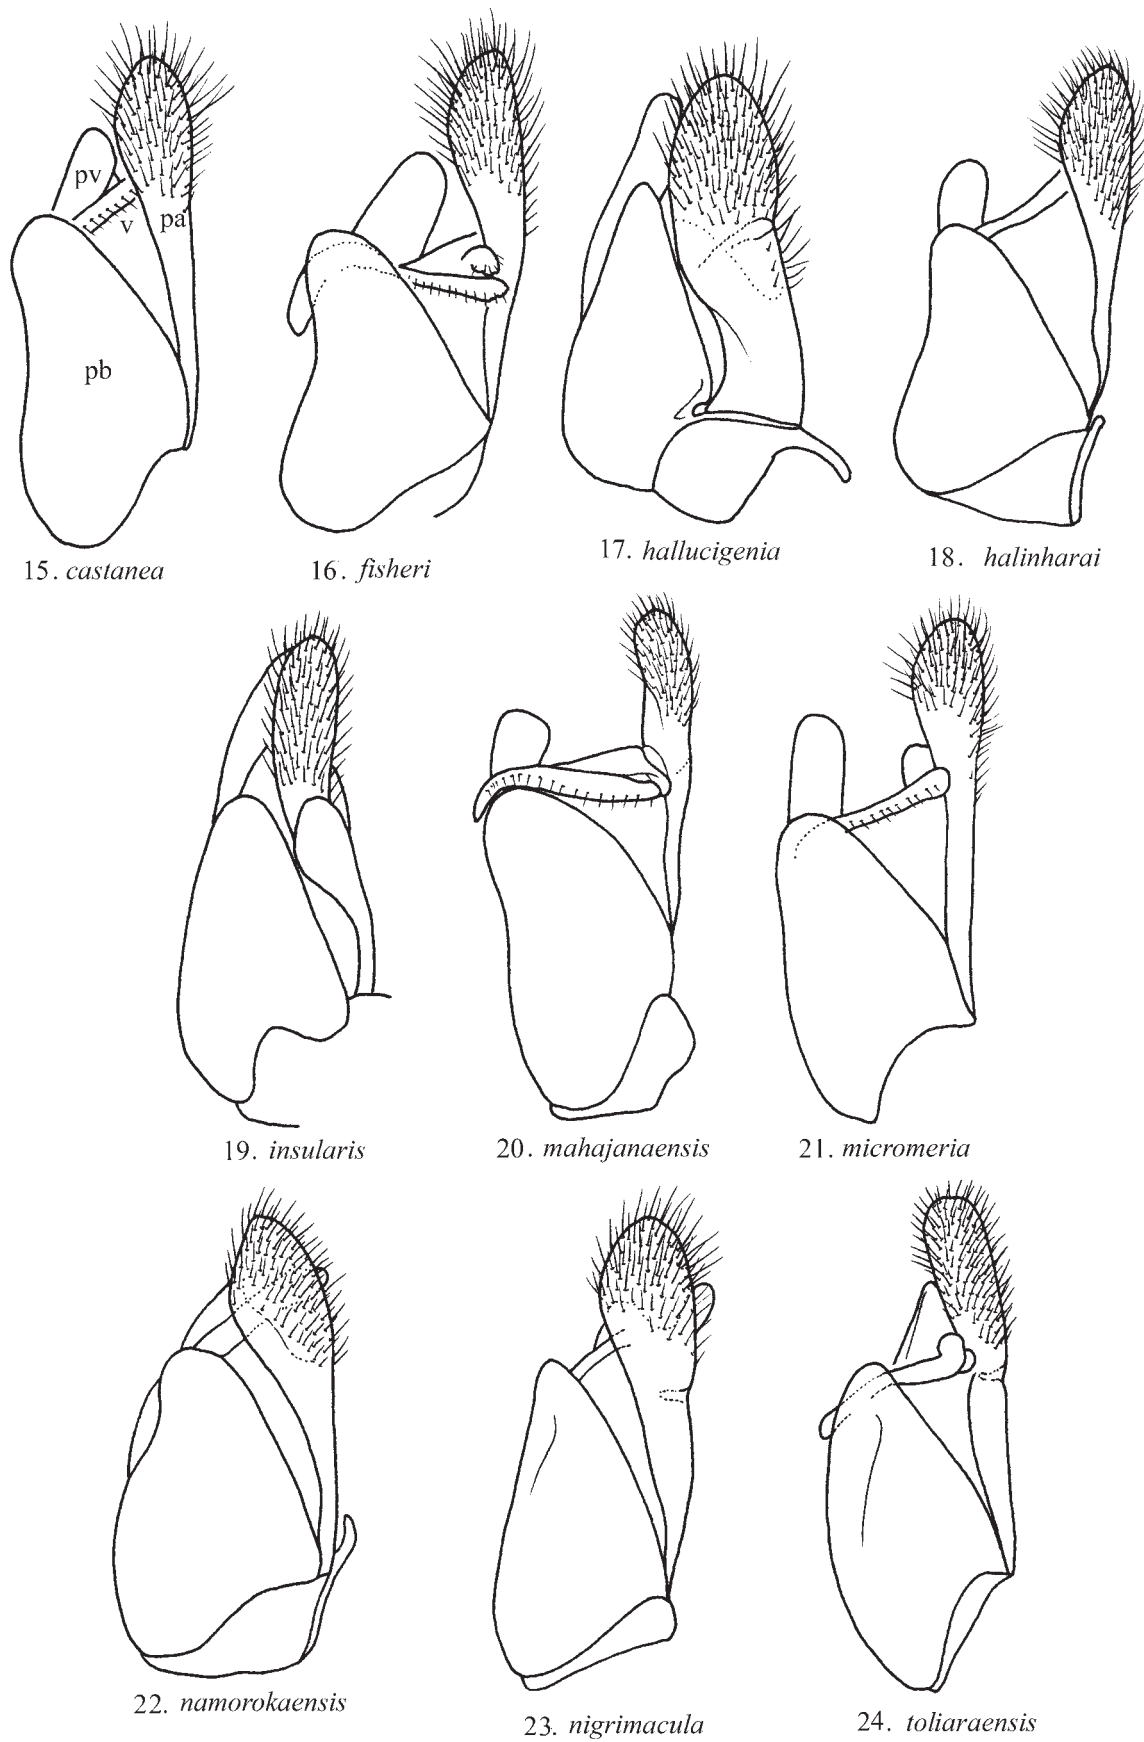 pv
v
pa
pb
15. castanea
16. fisheri
17. hallucigenia
18. halinharai
19. insularis
20. mahajanaensis
21. micromeria
22. namorokaensis
23. nigrimacula
24. toliaraensis